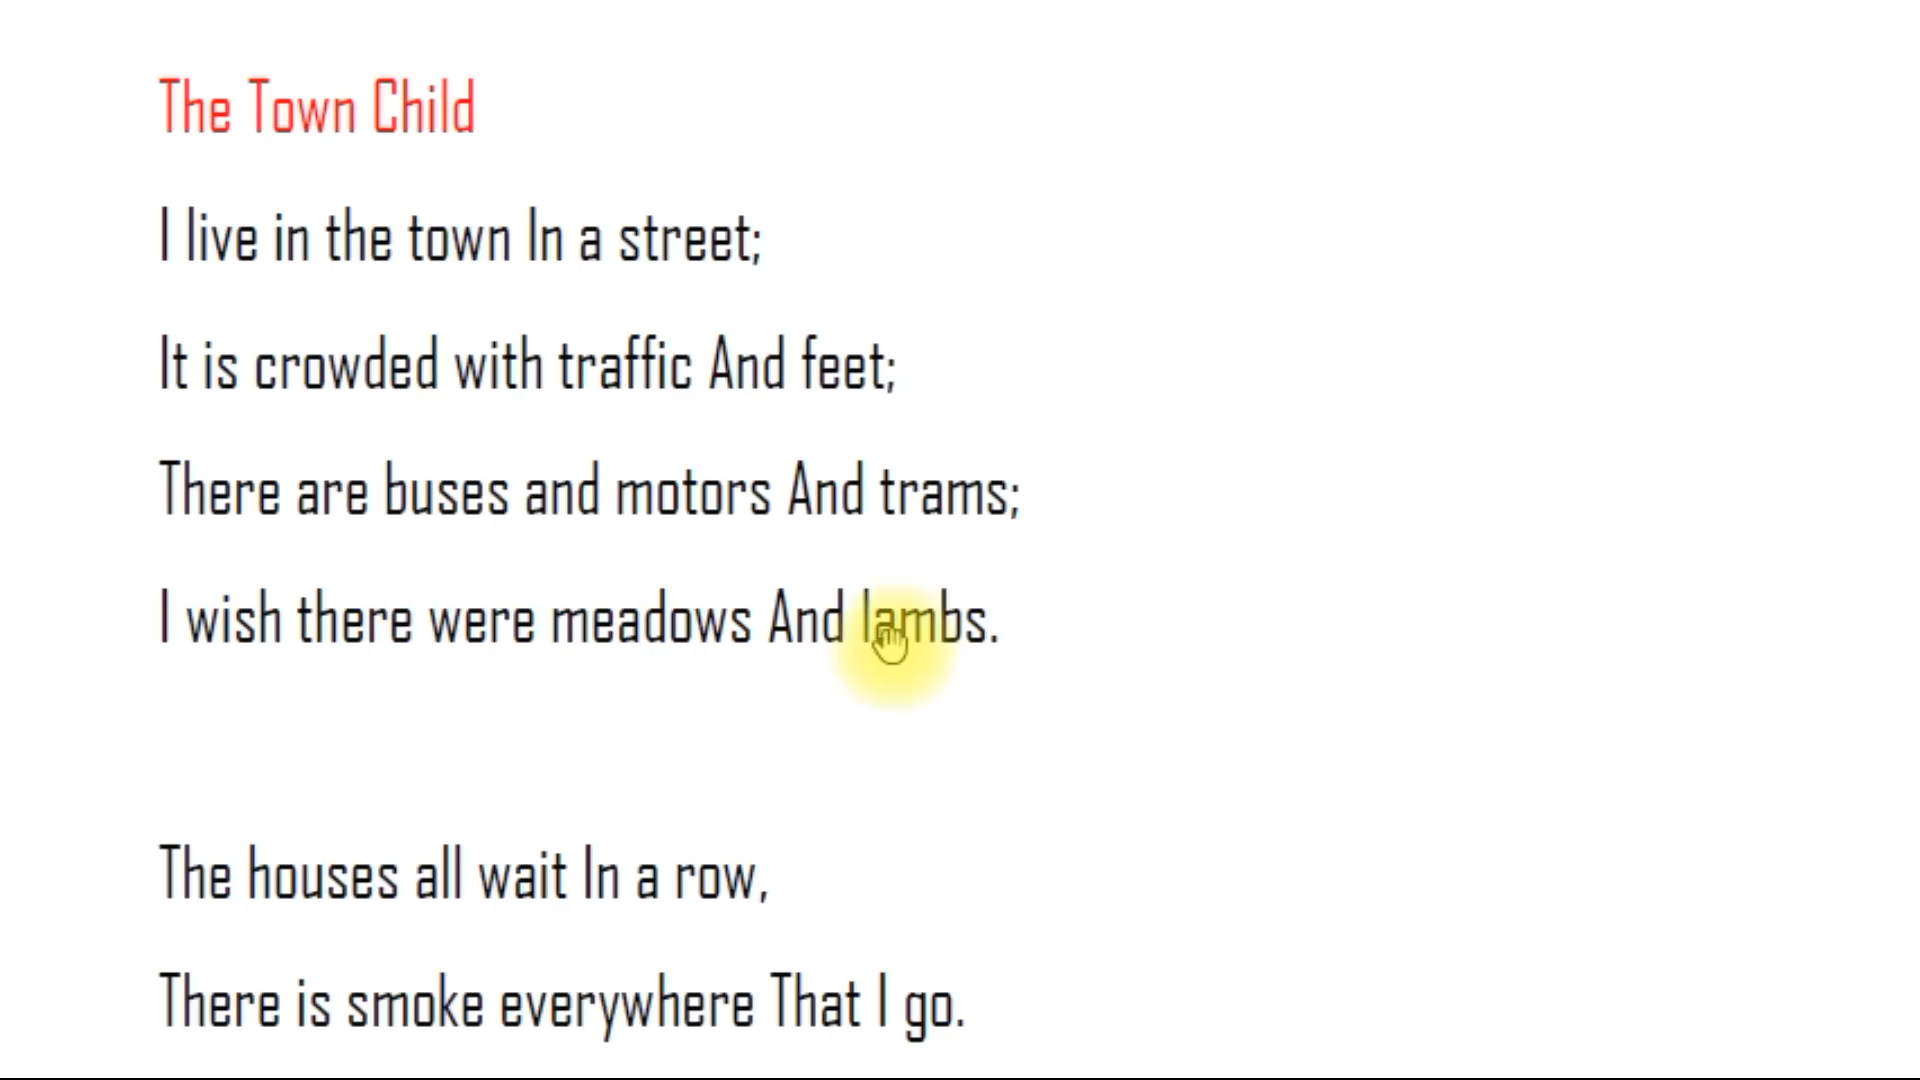 The Town Child
I live in the town In a street;
It is crowded with traffic And feet;
There are buses and motors And trams;
I wish there were meadows And lambs.
The houses all wait In a row,
There is smoke everywhere That I go.